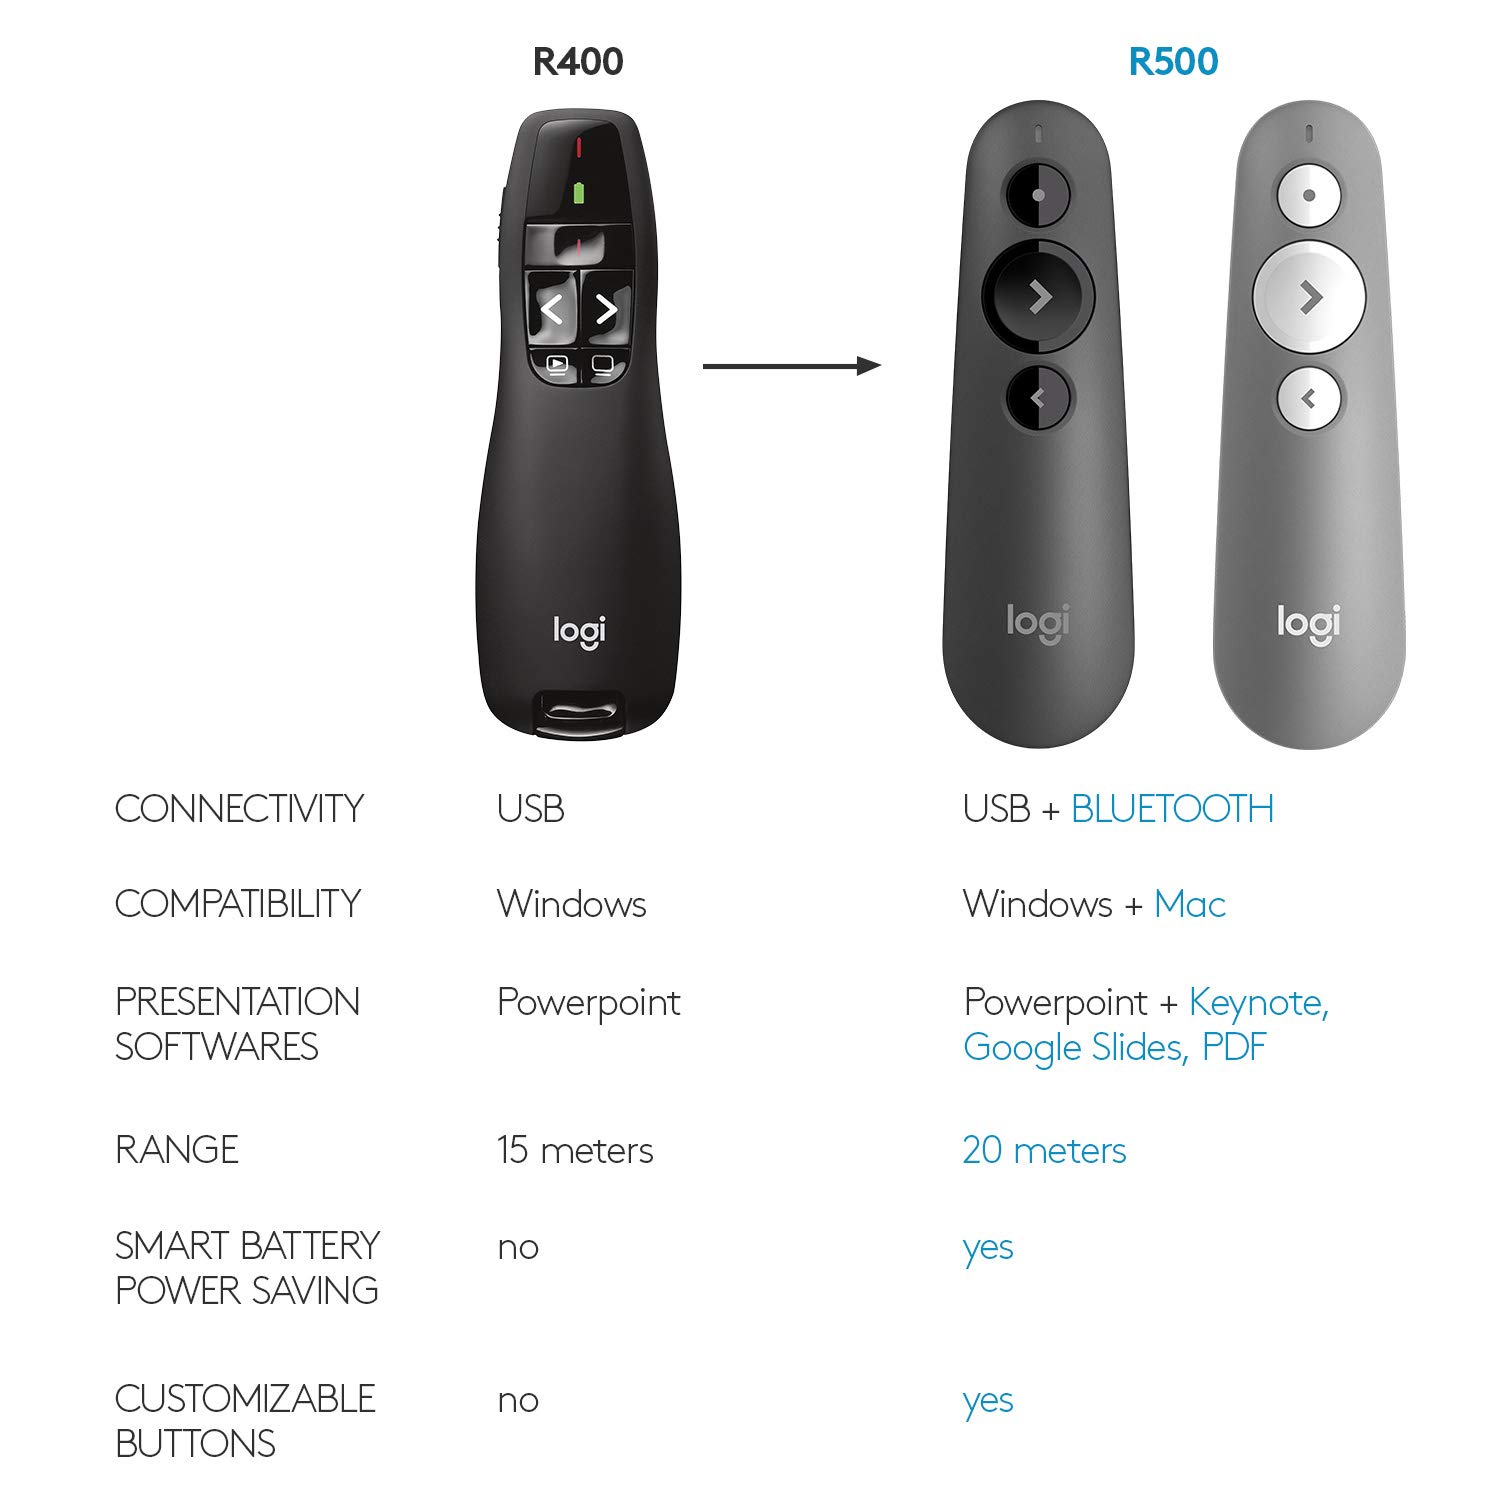 R400 R500
logi logi logi
CONNECTIVITY USB USB + BLUETOOTH
COMPATIBILITY Windows Windows + Mac
PRESENTATION Powerpoint Powerpoint + Keynote,
SOFTWARES Google Slides, PDF
RANGE 15 meters 20 meters
SMART BATTERY no yes
POWER SAVING
CUSTOMIZABLE no yes
BUTTONS